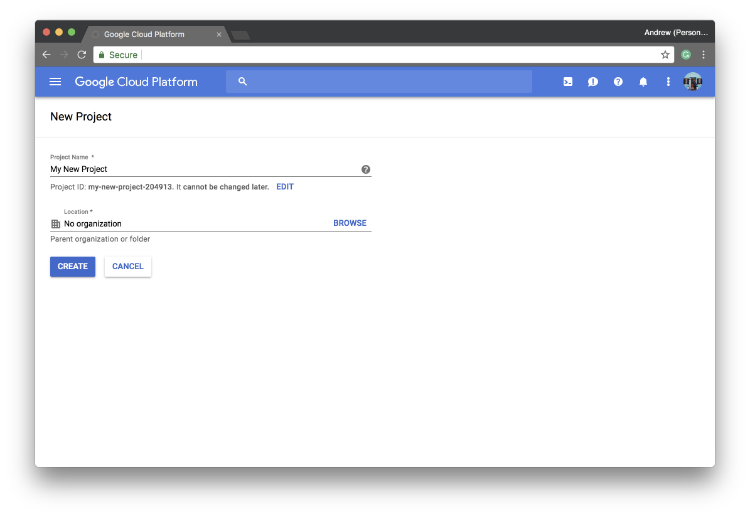 Google Cloud Platform
Andrew (Person...
Secure
Google Cloud Platform
New Project
Project Name *
My New Project
Project ID: my-new-project-204913. It cannot be changed later. EDIT
Location *
No organization BROWSE
Parent organization or folder
CREATE CANCEL